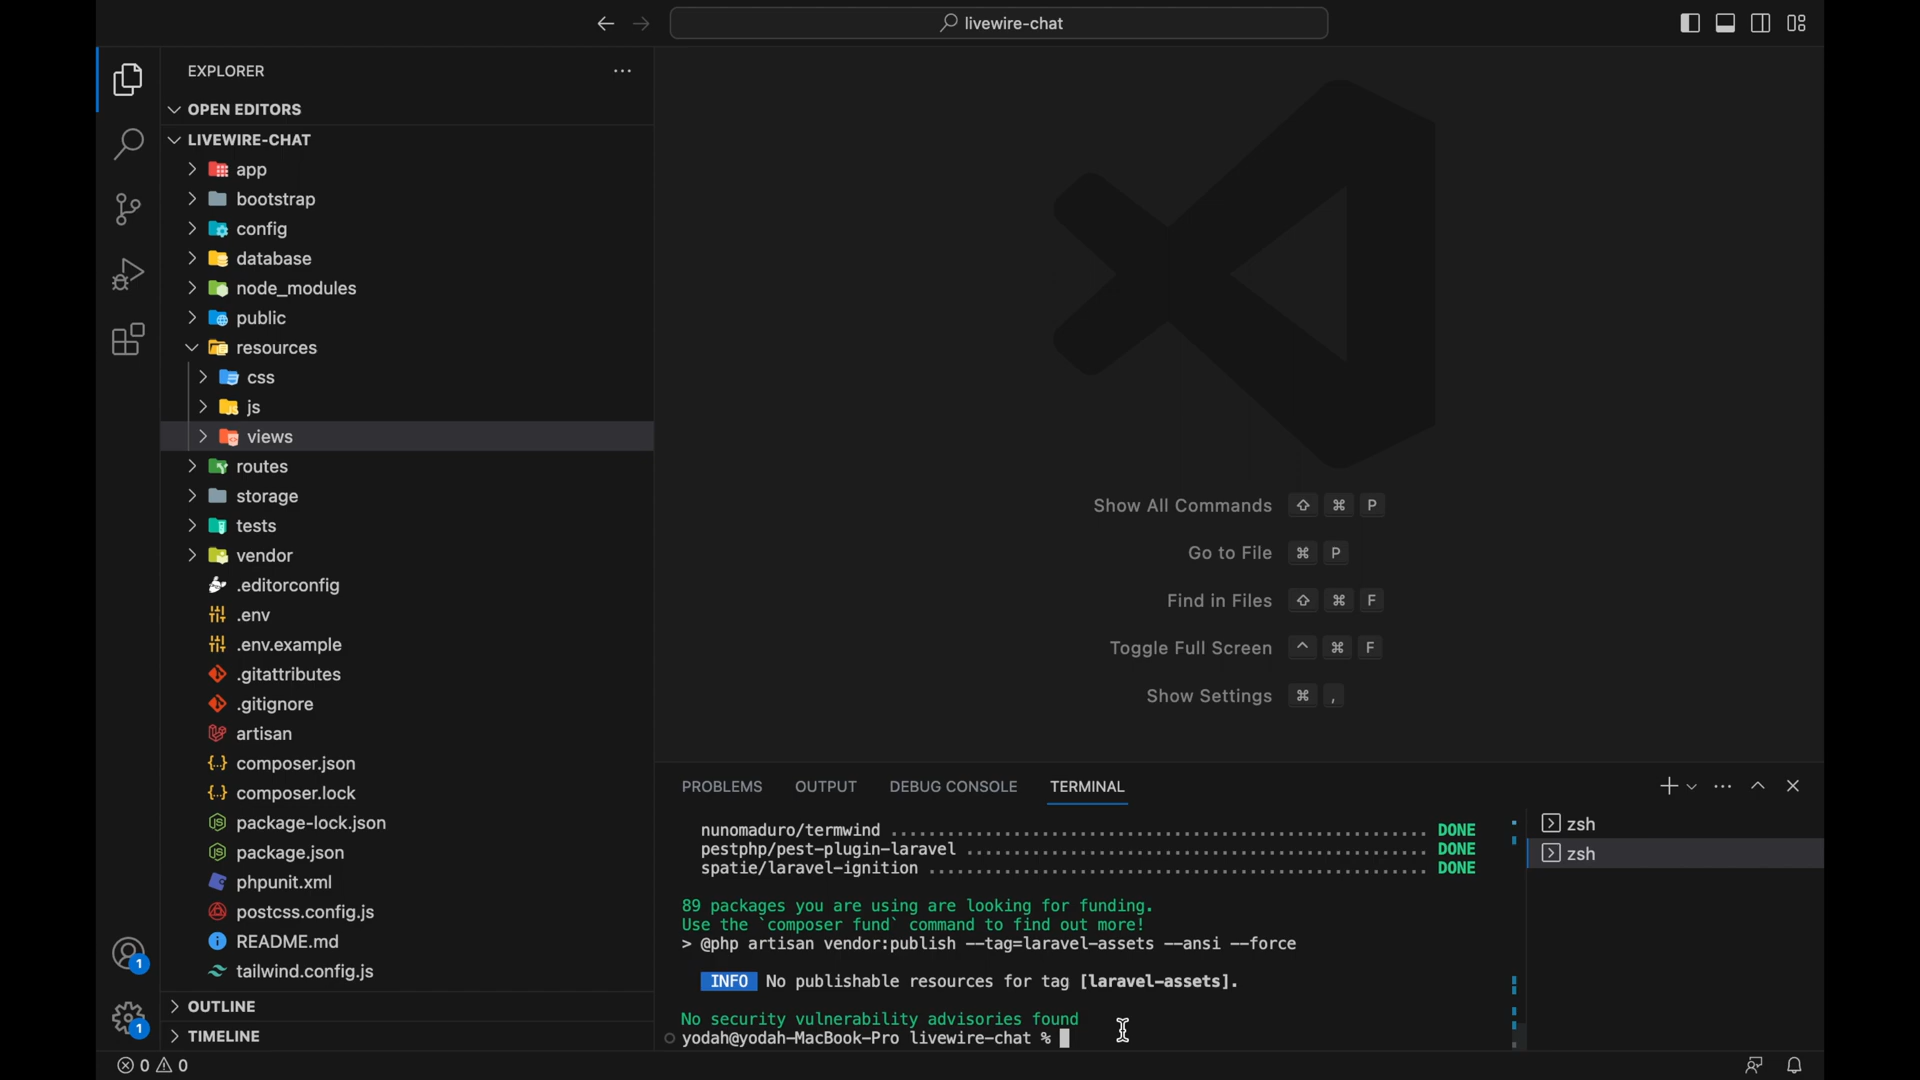 livewire-chat
EXPLORER
OPEN EDITORS
LIVEWIRE-CHAT
app
bootstrap
config
database
node_modules
public
resources
css
js
views
routes
storage
tests
vendor
.editorconfig
.env
.env.example
.gitattributes
.gitignore
artisan
composer.json
composer.lock
package-lock.json
package.json
phpunit.xml
postcss.config.js
README.md
tailwind.config.js
OUTLINE
TIMELINE
1
1
0 0
Show All Commands ⇧ ⌘ P
Go to File ⌘ P
Find in Files ⇧ ⌘ F
Toggle Full Screen ^ ⌘ F
Show Settings ⌘ ,
PROBLEMS OUTPUT DEBUG CONSOLE TERMINAL
nunomaduro/termwind ........................................................ DONE
pestphp/pest-plugin-laravel ................................................ DONE
spatie/laravel-ignition .................................................... DONE
89 packages you are using are looking for funding.
Use the `composer fund` command to find out more!
> @php artisan vendor:publish --tag=laravel-assets --ansi --force
INFO No publishable resources for tag [laravel-assets].
No security vulnerability advisories found
yodah@yodah-MacBook-Pro livewire-chat %
zsh
zsh